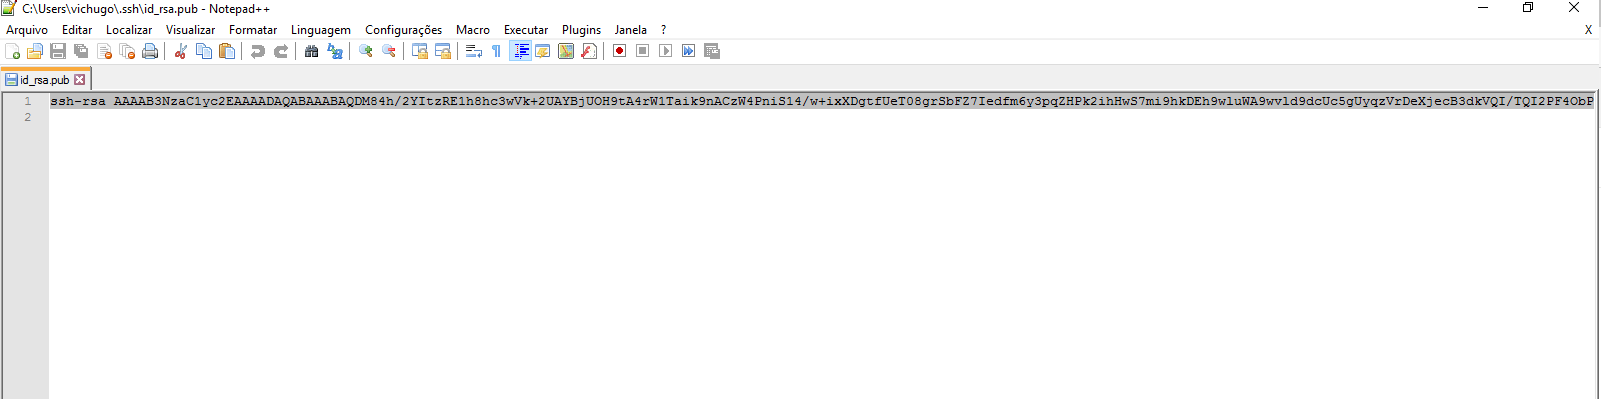 C:\Users\vichugo\.ssh\id_rsa.pub - Notepad++
Arquivo Editar Localizar Visualizar Formatar Linguagem Configurações Macro Executar Plugins Janela ? X
id_rsa.pub
1 ssh-rsa AAAAB3NzaC1yc2EAAAADAQABAAABAQDM84h/2YItzRE1h8hc3wVk+2UAYBjUOH9tA4rW1Taik9nACzW4PniS14/w+ixXDgtfUeT08grSbFZ7Iedfm6y3pqZHPk2ihHwS7mi9hkDEh9wluWA9wvld9dcUc5gUyqzVrDeXjecB3dkVQI/TQI2PF4ObP
2